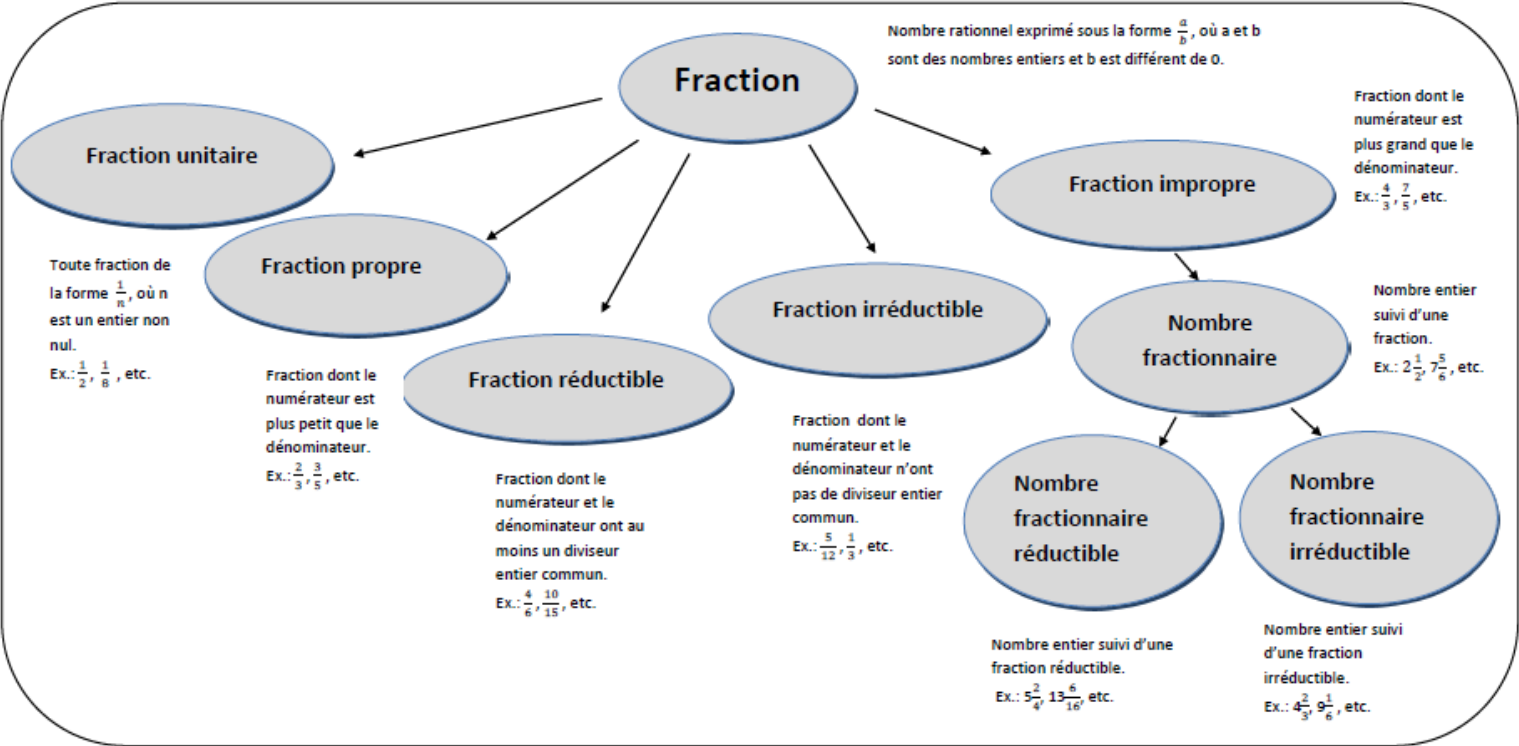 Fraction
Nombre rationnel exprimé sous la forme a/b, où a et b
sont des nombres entiers et b est différent de 0.
Fraction unitaire
Toute fraction de
la forme 1/n, où n
est un entier non
nul.
Ex.: 1/2, 1/8 , etc.
Fraction propre
Fraction dont le
numérateur est
plus petit que le
dénominateur.
Ex.: 2/3, 3/5 , etc.
Fraction réductible
Fraction dont le
numérateur et le
dénominateur ont au
moins un diviseur
entier commun.
Ex.: 4/6, 10/15, etc.
Fraction irréductible
Fraction dont le
numérateur et le
dénominateur n’ont
pas de diviseur entier
commun.
Ex.: 5/12, 1/3, etc.
Fraction impropre
Fraction dont le
numérateur est
plus grand que le
dénominateur.
Ex.: 4/3, 7/5, etc.
Nombre
fractionnaire
Nombre entier
suivi d’une
fraction.
Ex.: 2 1/2, 7 5/6 , etc.
Nombre
fractionnaire
réductible
Nombre entier suivi d’une
fraction réductible.
Ex.: 5 2/4, 13 6/16, etc.
Nombre
fractionnaire
irréductible
Nombre entier suivi
d’une fraction
irréductible.
Ex.: 4 2/3, 9 1/6 , etc.